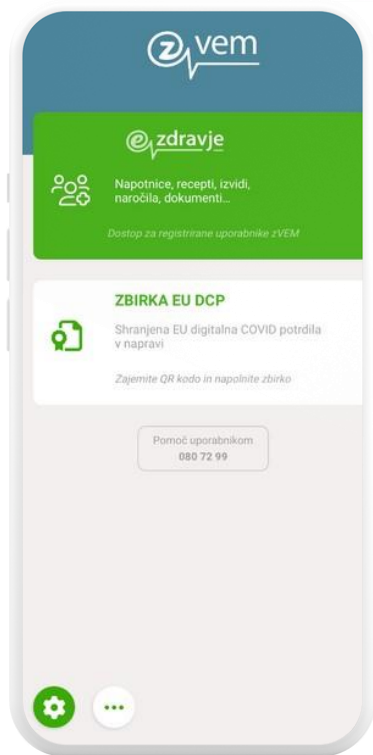 zvem
ezdravje
Napotnice, recepti, izvidi,
naročila, dokumenti...
Dostop za registrirane uporabnike zVEM
ZBIRKA EU DCP
Shranjena EU digitalna COVID potrdila
v napravi
Zajemite QR kodo in napolnite zbirko
Pomoč uporabnikom
080 72 99